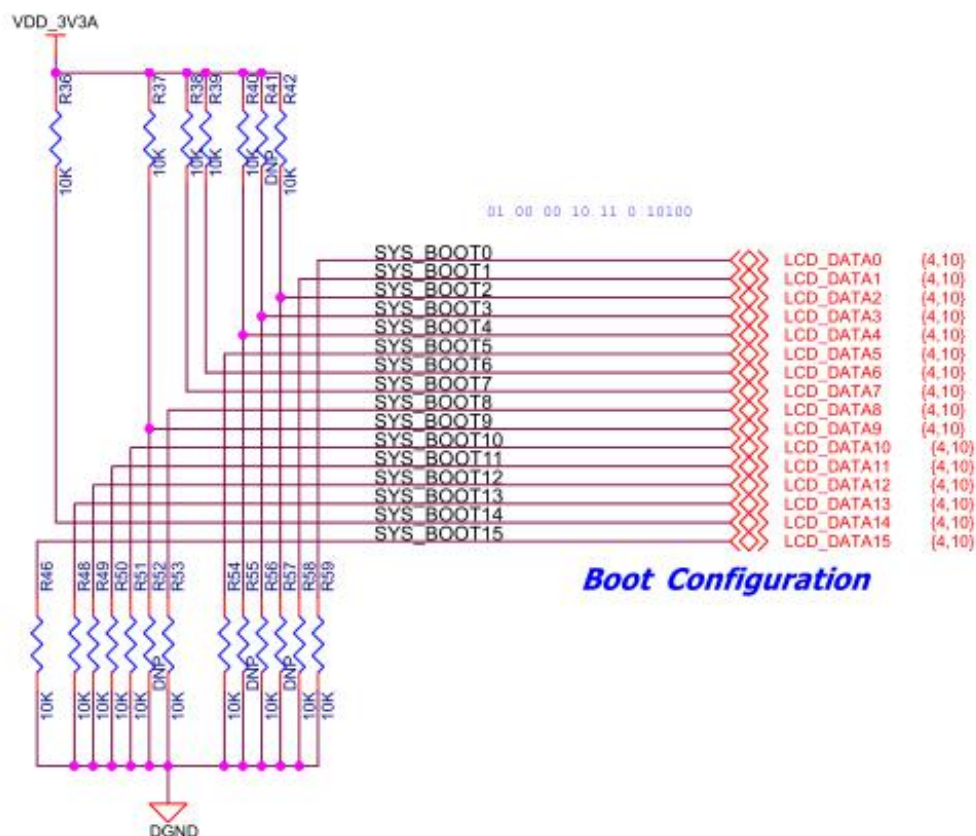 VDD_3V3A
R36 R37 R38 R39 R40 R41 R42
10K 10K 10K 10K 10K DNP 10K
01 00 00 10 11 0 10100
SYS_BOOT0 LCD_DATA0 {4,10}
SYS_BOOT1 LCD_DATA1 {4,10}
SYS_BOOT2 LCD_DATA2 {4,10}
SYS_BOOT3 LCD_DATA3 {4,10}
SYS_BOOT4 LCD_DATA4 {4,10}
SYS_BOOT5 LCD_DATA5 {4,10}
SYS_BOOT6 LCD_DATA6 {4,10}
SYS_BOOT7 LCD_DATA7 {4,10}
SYS_BOOT8 LCD_DATA8 {4,10}
SYS_BOOT9 LCD_DATA9 {4,10}
SYS_BOOT10 LCD_DATA10 {4,10}
SYS_BOOT11 LCD_DATA11 {4,10}
SYS_BOOT12 LCD_DATA12 {4,10}
SYS_BOOT13 LCD_DATA13 {4,10}
SYS_BOOT14 LCD_DATA14 {4,10}
SYS_BOOT15 LCD_DATA15 {4,10}
R46 R48 R49 R50 R51 R52 R53 R54 R55 R56 R57 R58 R59
Boot Configuration
10K 10K 10K 10K 10K DNP 10K 10K DNP 10K DNP 10K 10K
DGND